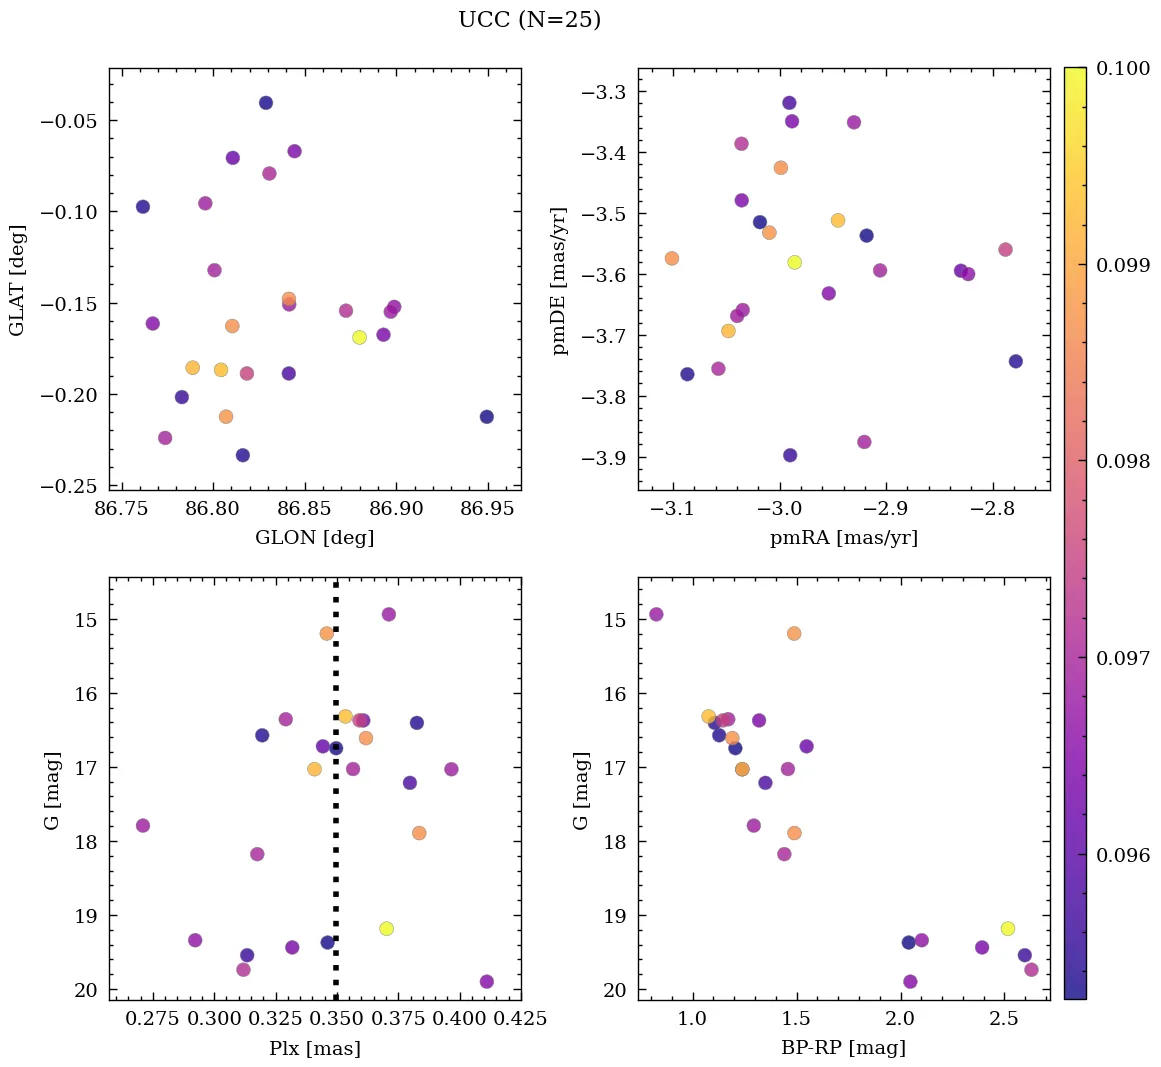 UCC (N=25)
−0.05
−0.10
−0.15
−0.20
−0.25
GLAT [deg]
86.75 86.80 86.85 86.90 86.95
GLON [deg]
−3.3
−3.4
−3.5
−3.6
−3.7
−3.8
−3.9
pmDE [mas/yr]
−3.1 −3.0 −2.9 −2.8
pmRA [mas/yr]
15
16
17
18
19
20
G [mag]
0.275 0.300 0.325 0.350 0.375 0.400 0.425
Plx [mas]
15
16
17
18
19
20
G [mag]
1.0 1.5 2.0 2.5
BP-RP [mag]
0.100
0.099
0.098
0.097
0.096